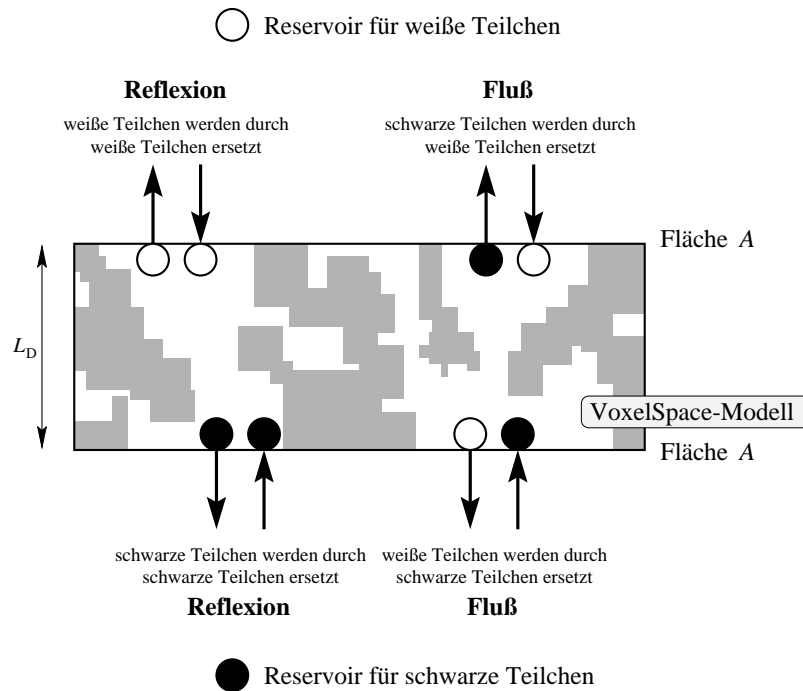 Reservoir für weiße Teilchen
Reflexion
weiße Teilchen werden durch
weiße Teilchen ersetzt
Fluß
schwarze Teilchen werden durch
weiße Teilchen ersetzt
Fläche A
L_D
VoxelSpace-Modell
Fläche A
schwarze Teilchen werden durch
schwarze Teilchen ersetzt
Reflexion
weiße Teilchen werden durch
schwarze Teilchen ersetzt
Fluß
Reservoir für schwarze Teilchen